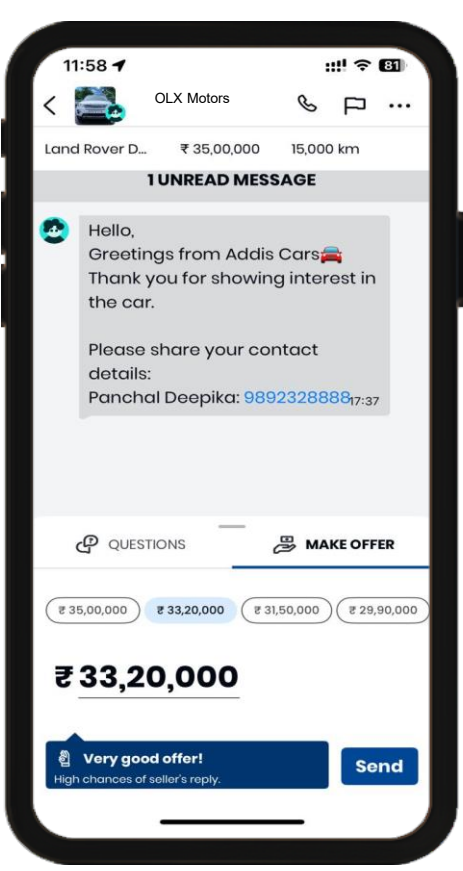 11:58
81
OLX Motors
Land Rover D... ₹ 35,00,000 15,000 km
1 UNREAD MESSAGE
Hello,
Greetings from Addis Cars🚘
Thank you for showing interest in
the car.
Please share your contact
details:
Panchal Deepika: 9892328888
17:37
QUESTIONS
MAKE OFFER
₹ 35,00,000
₹ 33,20,000
₹ 31,50,000
₹ 29,90,000
₹ 33,20,000
Very good offer!
High chances of seller's reply.
Send